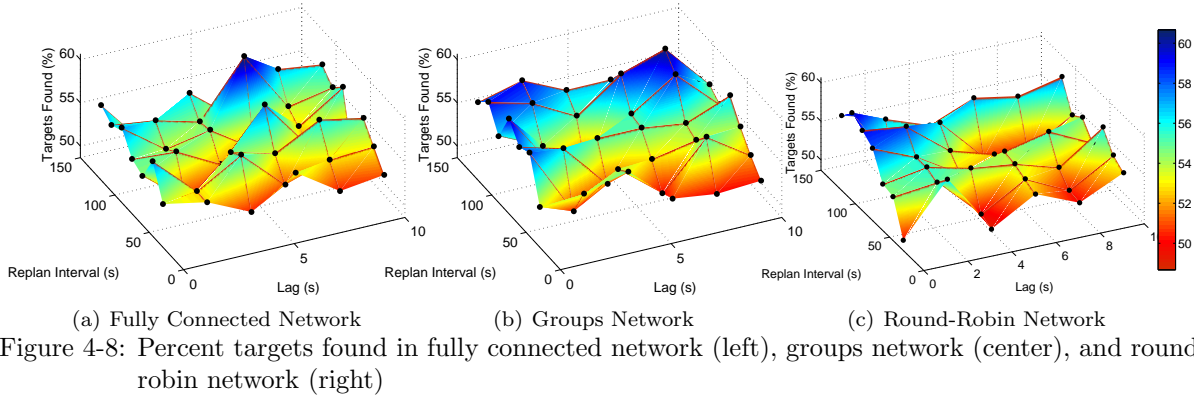 60
55
50
150
100
50
0
0
5
10
Targets Found (%)
Replan Interval (s)
Lag (s)
(a) Fully Connected Network
60
55
50
150
100
50
0
0
5
10
Targets Found (%)
Replan Interval (s)
Lag (s)
(b) Groups Network
60
55
50
150
100
50
0
0
2
4
6
8
1
Targets Found (%)
Replan Interval (s)
Lag (s)
(c) Round-Robin Network
60
58
56
54
52
50
Figure 4-8: Percent targets found in fully connected network (left), groups network (center), and round
robin network (right)